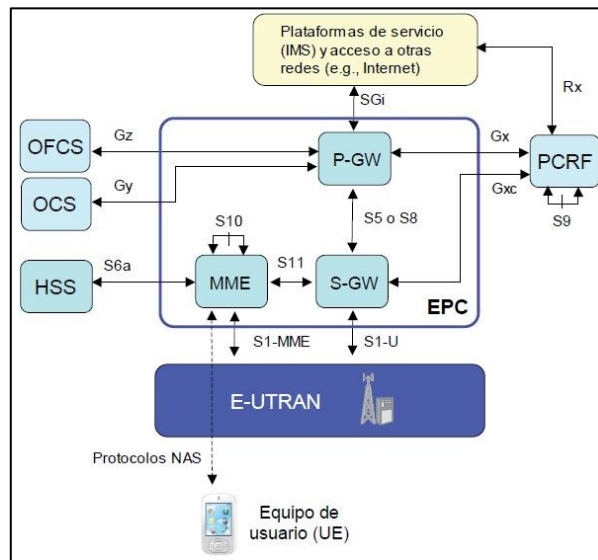 Plataformas de servicio
(IMS) y acceso a otras
redes (e.g., Internet)
SGi
Rx
OFCS
Gz
P-GW
Gx
PCRF
OCS
Gy
Gxc
S10
S5 o S8
S9
HSS
S6a
MME
S11
S-GW
EPC
S1-MME
S1-U
E-UTRAN
Protocolos NAS
Equipo de
usuario (UE)